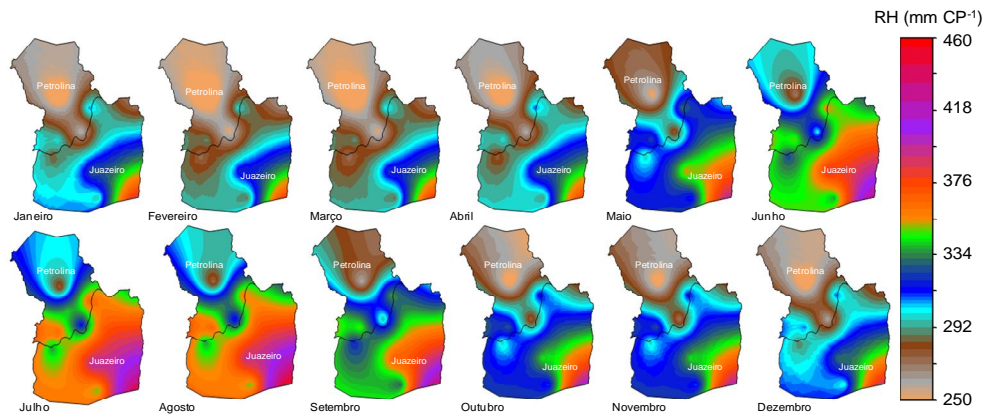 RH (mm CP-1)
460
418
376
334
292
250
Petrolina
Juazeiro
Janeiro
Petrolina
Juazeiro
Fevereiro
Petrolina
Juazeiro
Março
Petrolina
Juazeiro
Abril
Petrolina
Juazeiro
Maio
Petrolina
Juazeiro
Junho
Petrolina
Juazeiro
Julho
Petrolina
Juazeiro
Agosto
Petrolina
Juazeiro
Setembro
Petrolina
Juazeiro
Outubro
Petrolina
Juazeiro
Novembro
Petrolina
Juazeiro
Dezembro